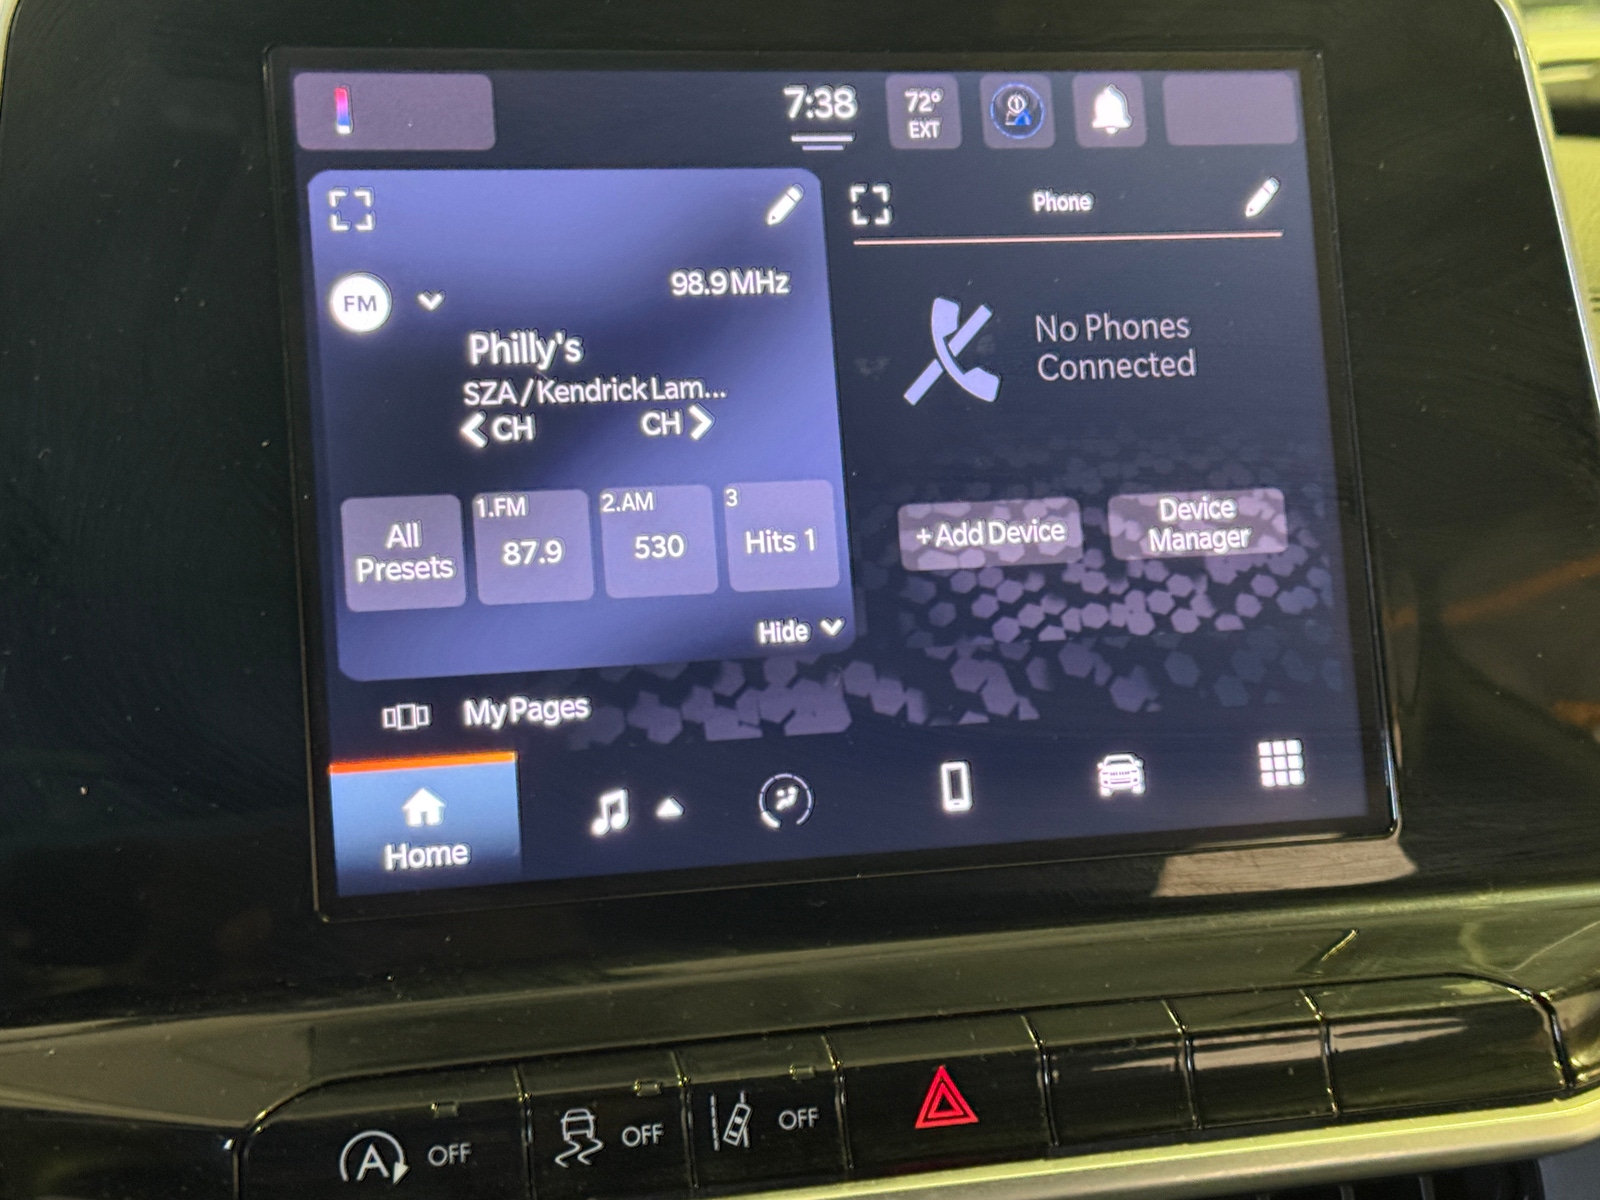 7:38
72°
EXT
Phone
98.9 MHz
FM
Philly's
SZA / Kendrick Lam...
CH
CH
No Phones
Connected
All
Presets
1.FM
87.9
2.AM
530
3
Hits 1
+ Add Device
Device
Manager
Hide
My Pages
Home
A OFF
OFF
OFF